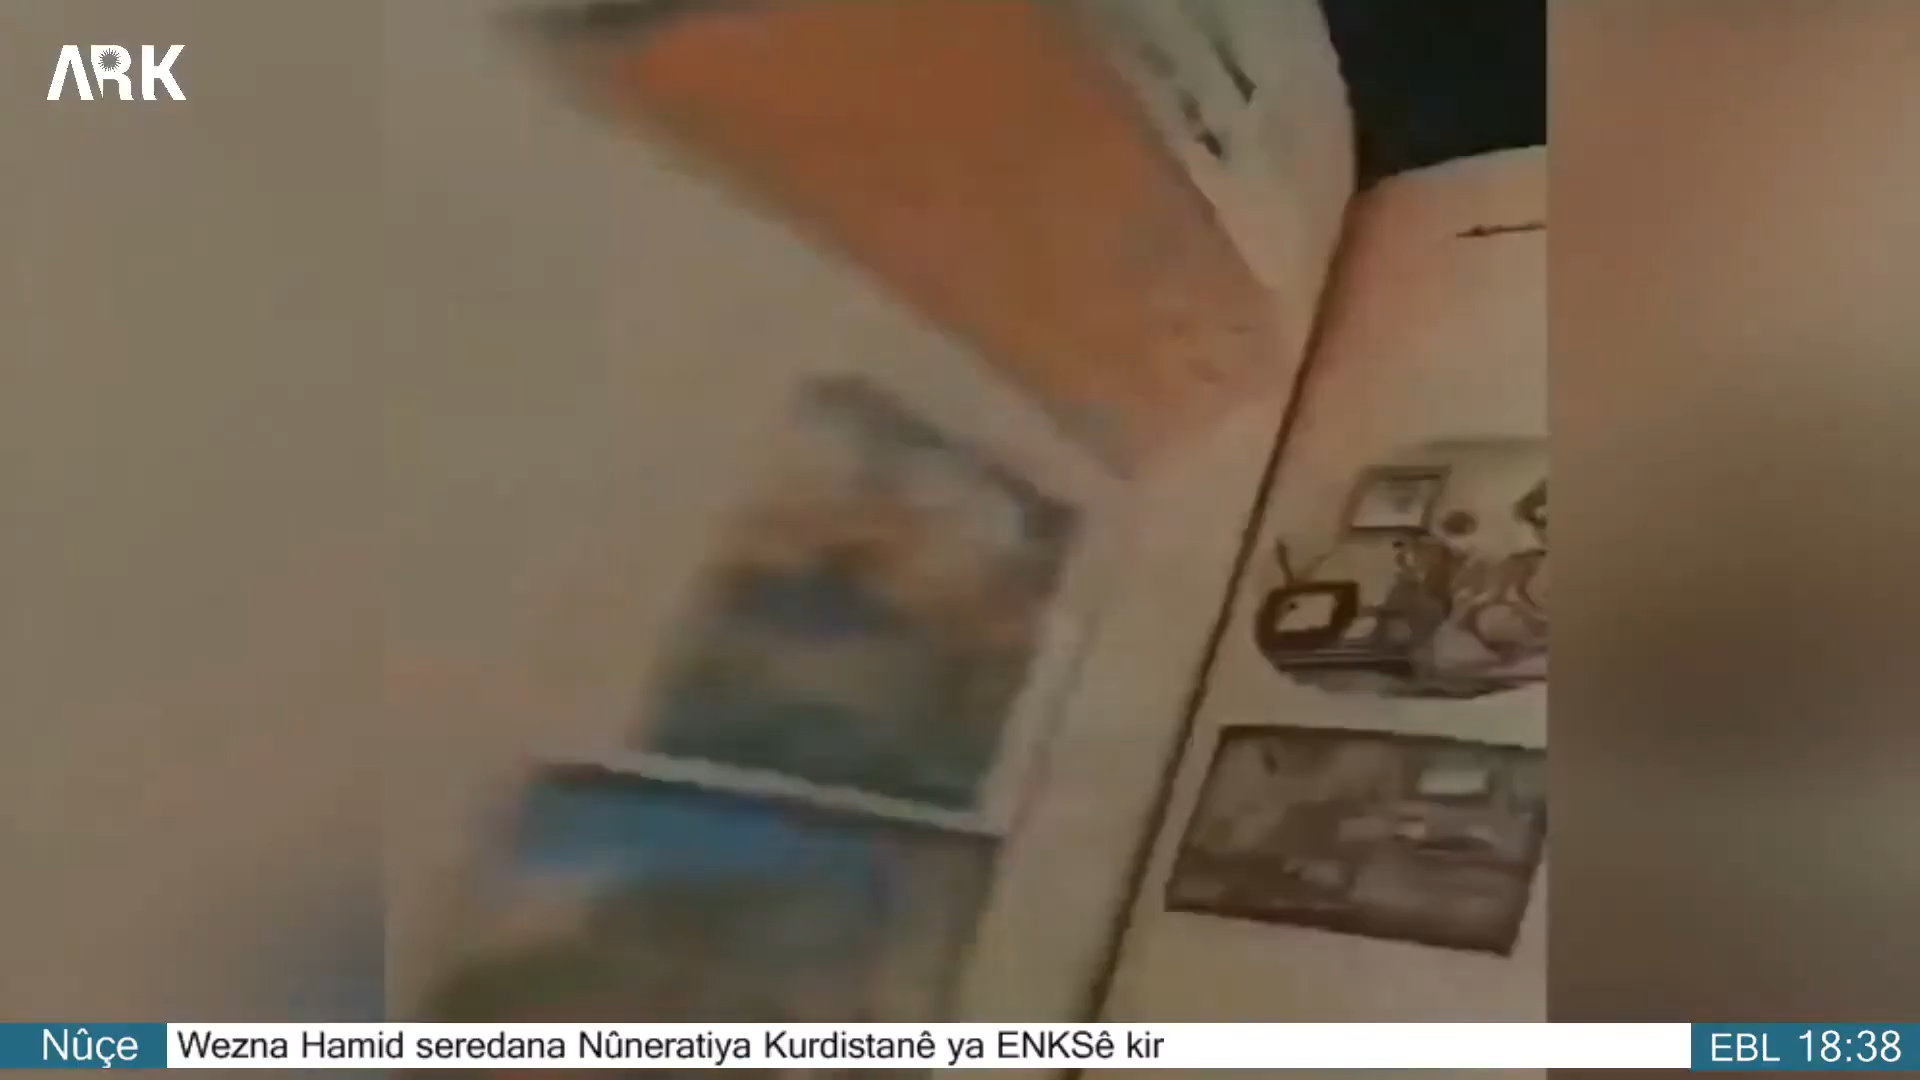 ARK
Nûçe
Wezna Hamid seredana Nûneratiya Kurdistanê ya ENKSê kir
EBL 18:38